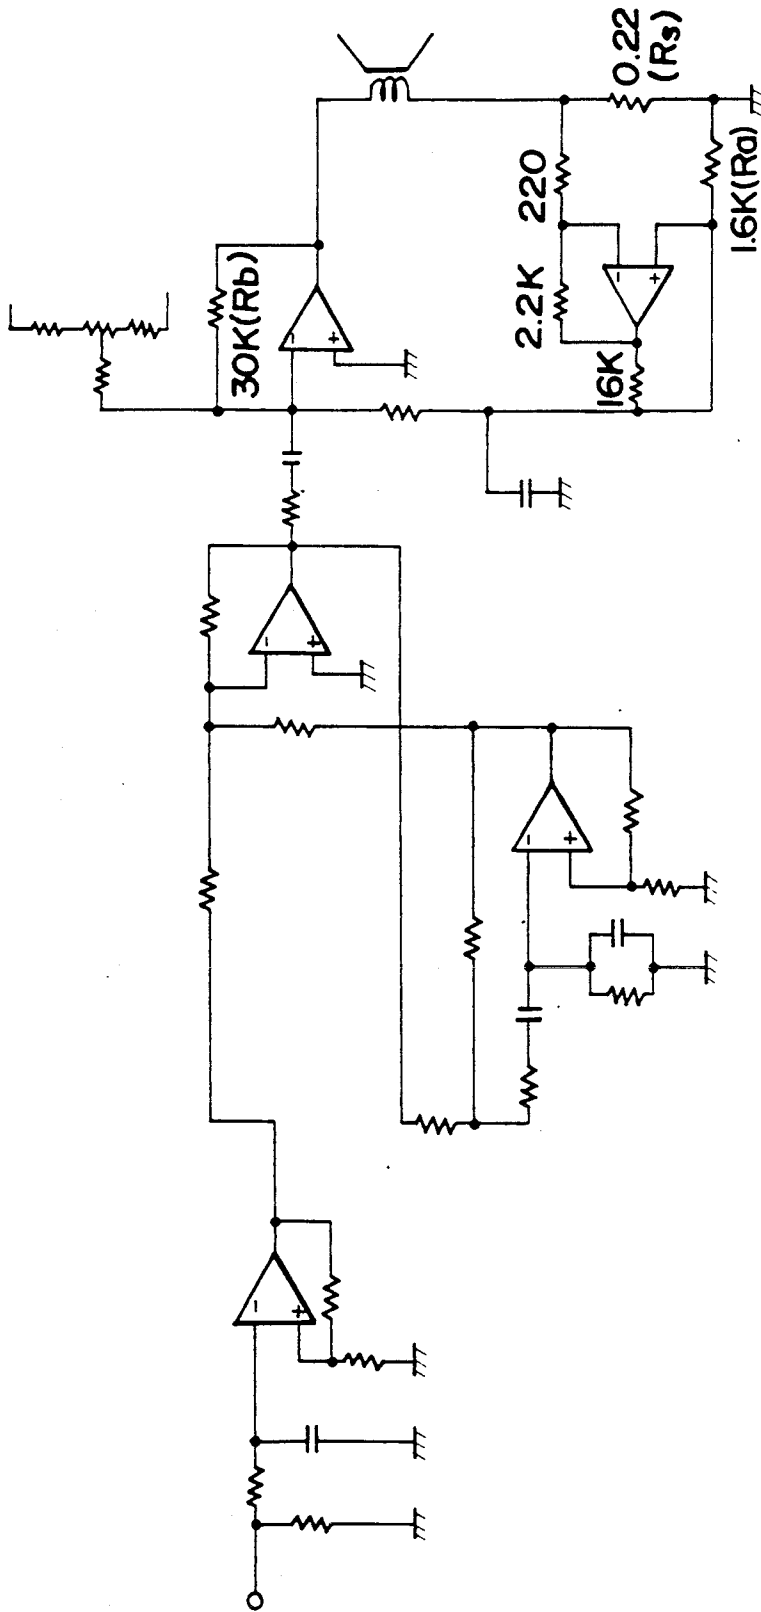 0.22
(Rs)
220
1.6K(Ra)
30K(Rb)
2.2K
16K
− +
− +
− +
− +
− +